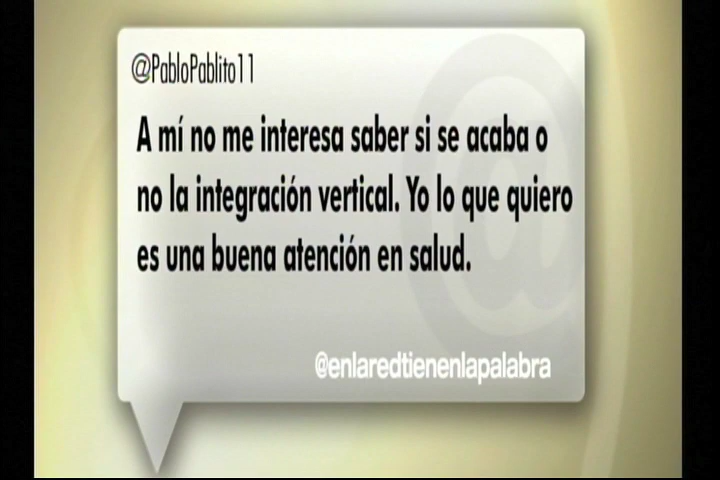 @PabloPablito11
A mí no me interesa saber si se acaba o
no la integración vertical. Yo lo que quiero
es una buena atención en salud.
@enlaredtienenlapalabra